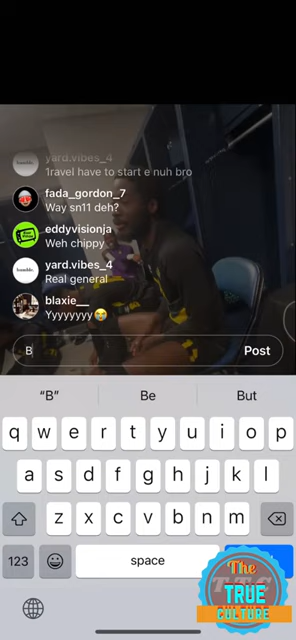 yard.vibes_4
1ravel have to start e nuh bro
fada_gordon_7
Way sn11 deh?
eddyvisionja
Weh chippy
yard.vibes_4
Real general
blaxie__
Yyyyyyyy😭
B
Post
“B”
Be
But
q w e r t y u i o p
a s d f g h j k l
z x c v b n m
123
space
The
T.T.C
TRUE
CULTURE